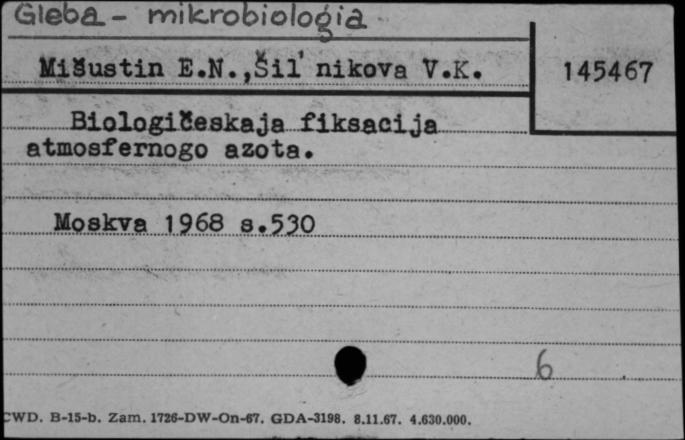 Gleba - mikrobiologia
Mišustin E.N.,Šil'nikova V.K.
145467
Biologičeskaja fiksacija
atmosfernogo azota.
Moskva 1968 s.530
6
CWD. B-15-b. Zam. 1726-DW-On-67. GDA-3198. 8.11.67. 4.630.000.